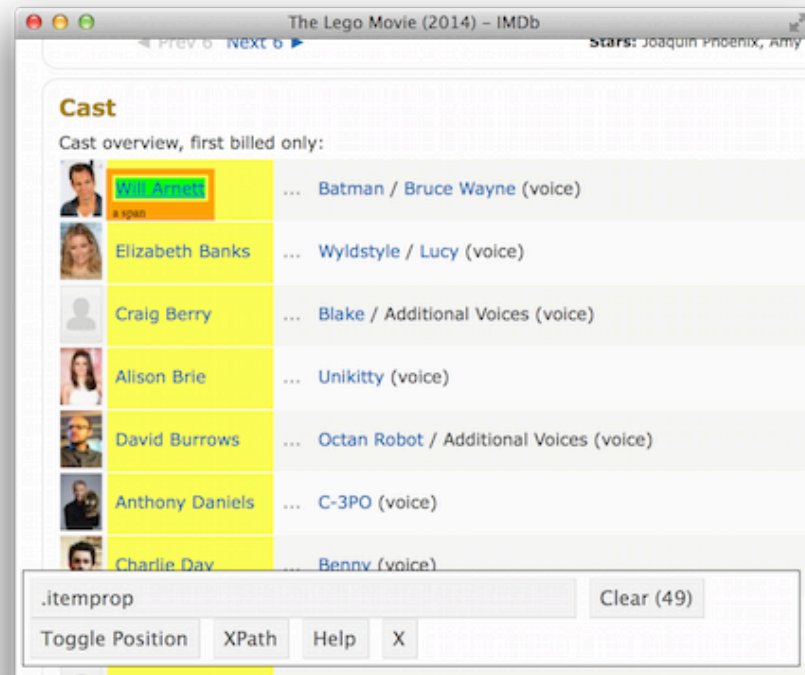 The Lego Movie (2014) – IMDb
◄ Prev 6 Next 6 ► Stars: Joaquin Phoenix, Amy
Cast
Cast overview, first billed only:
Will Arnett ... Batman / Bruce Wayne (voice)
a span
Elizabeth Banks ... Wyldstyle / Lucy (voice)
Craig Berry ... Blake / Additional Voices (voice)
Alison Brie ... Unikitty (voice)
David Burrows ... Octan Robot / Additional Voices (voice)
Anthony Daniels ... C-3PO (voice)
Charlie Day ... Benny (voice)
.itemprop Clear (49)
Toggle Position XPath Help X